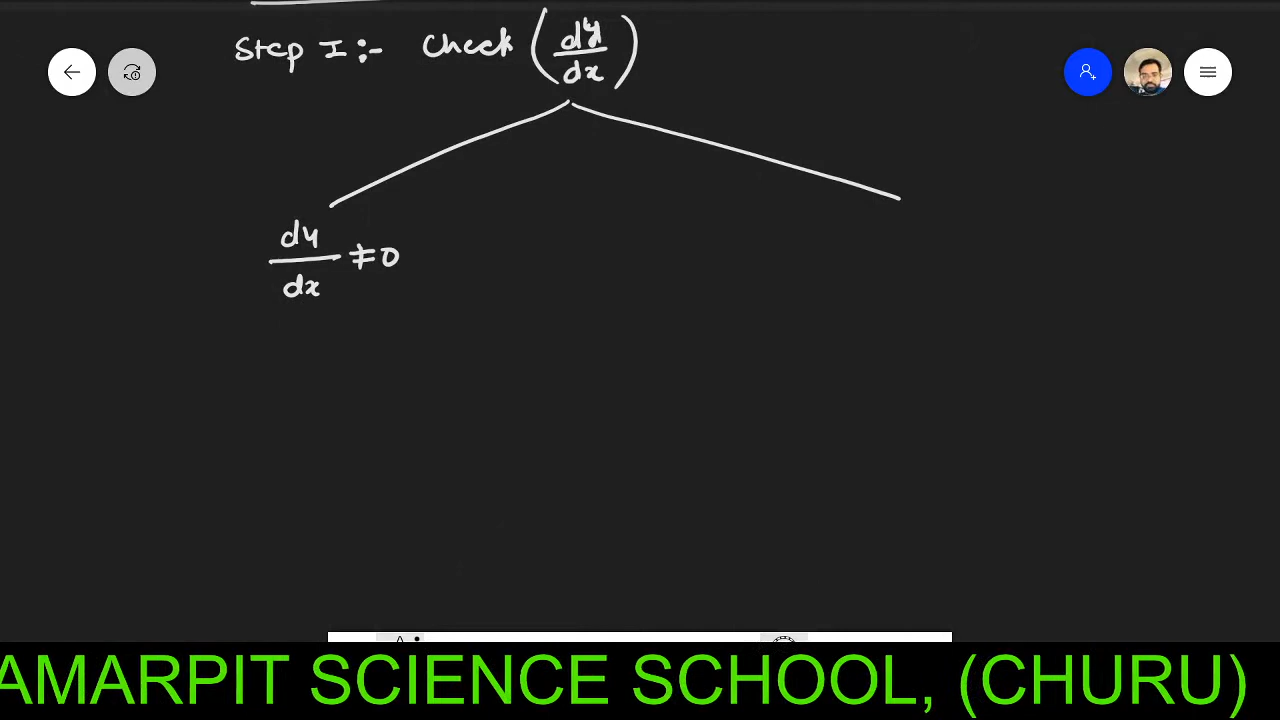 Step I :- Check (dy/dx)
dy/dx ≠ 0
AMARPIT SCIENCE SCHOOL, (CHURU)